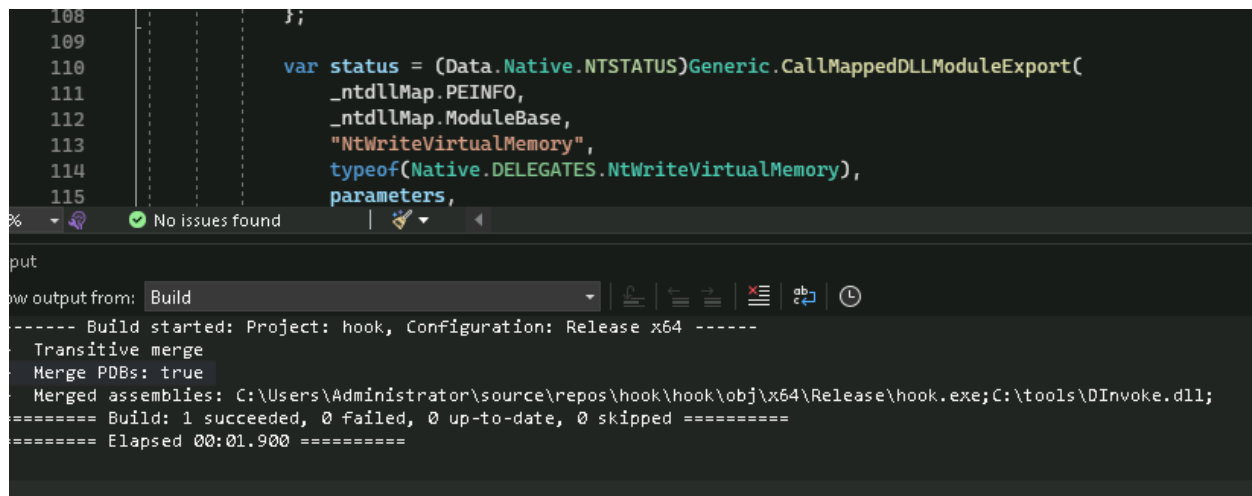 108 };
109
110 var status = (Data.Native.NTSTATUS)Generic.CallMappedDLLModuleExport(
111 _ntdllMap.PEINFO,
112 _ntdllMap.ModuleBase,
113 "NtWriteVirtualMemory",
114 typeof(Native.DELEGATES.NtWriteVirtualMemory),
115 parameters,
% No issues found
put
ow output from: Build
------- Build started: Project: hook, Configuration: Release x64 ------
Transitive merge
Merge PDBs: true
Merged assemblies: C:\Users\Administrator\source\repos\hook\hook\obj\x64\Release\hook.exe;C:\tools\DInvoke.dll;
========= Build: 1 succeeded, 0 failed, 0 up-to-date, 0 skipped ==========
========= Elapsed 00:01.900 ==========